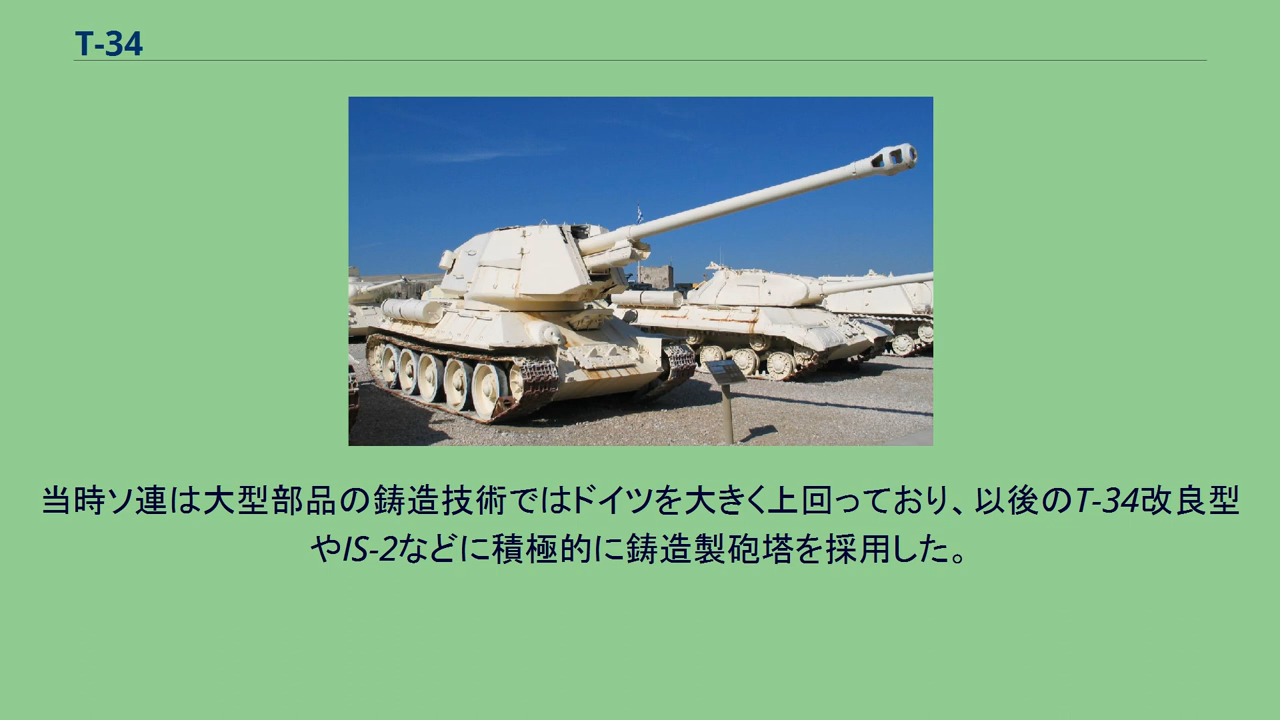 T-34
当時ソ連は大型部品の鋳造技術ではドイツを大きく上回っており、以後のT-34改良型
やIS-2などに積極的に鋳造製砲塔を採用した。